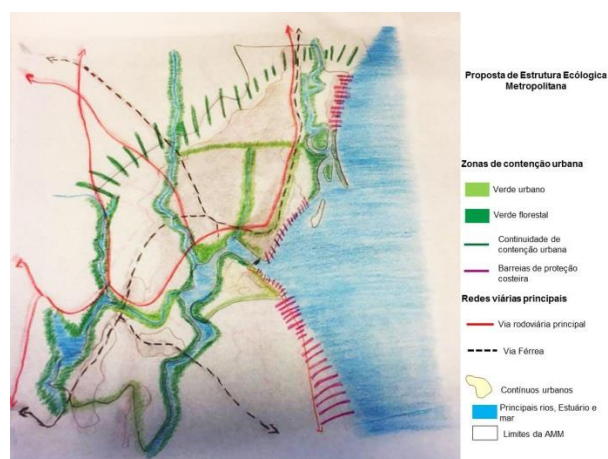 Proposta de Estrutura Ecólogica
Metropolitana
Zonas de contenção urbana
Verde urbano
Verde florestal
Continuidade de
contenção urbana
Barreias de proteção
costeira
Redes viárias principais
Via rodoviária principal
Via Férrea
Contínuos urbanos
Principais rios, Estuário e
mar
Limites da AMM